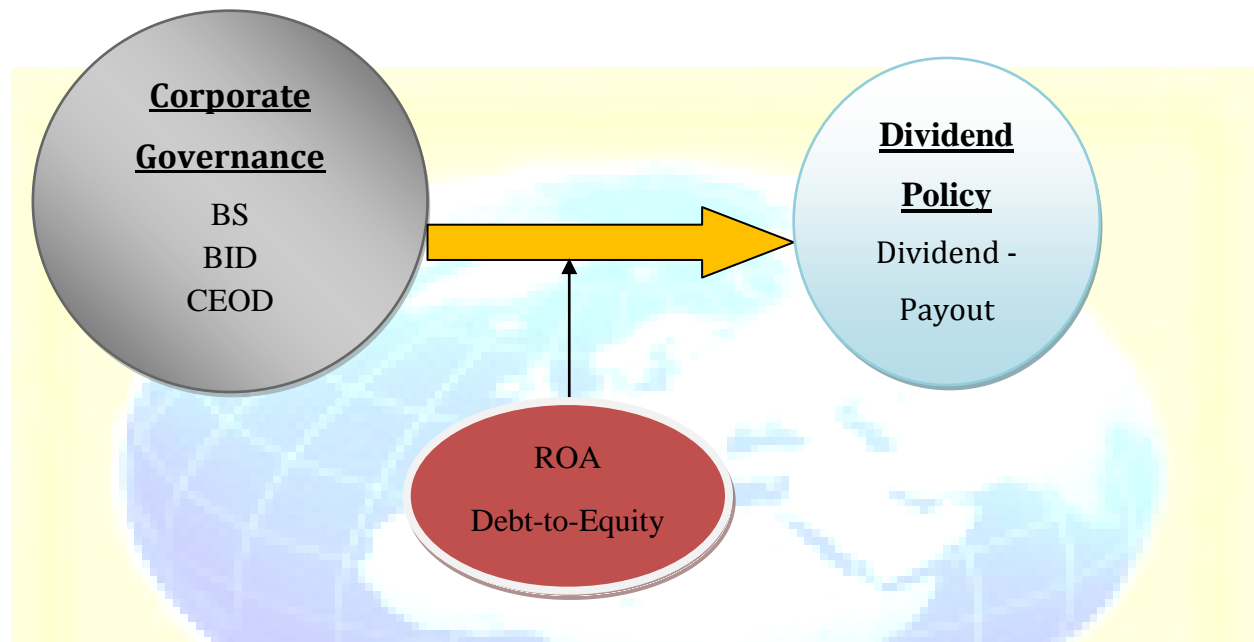 Corporate
Governance
BS
BID
CEOD
Dividend
Policy
Dividend -
Payout
ROA
Debt-to-Equity